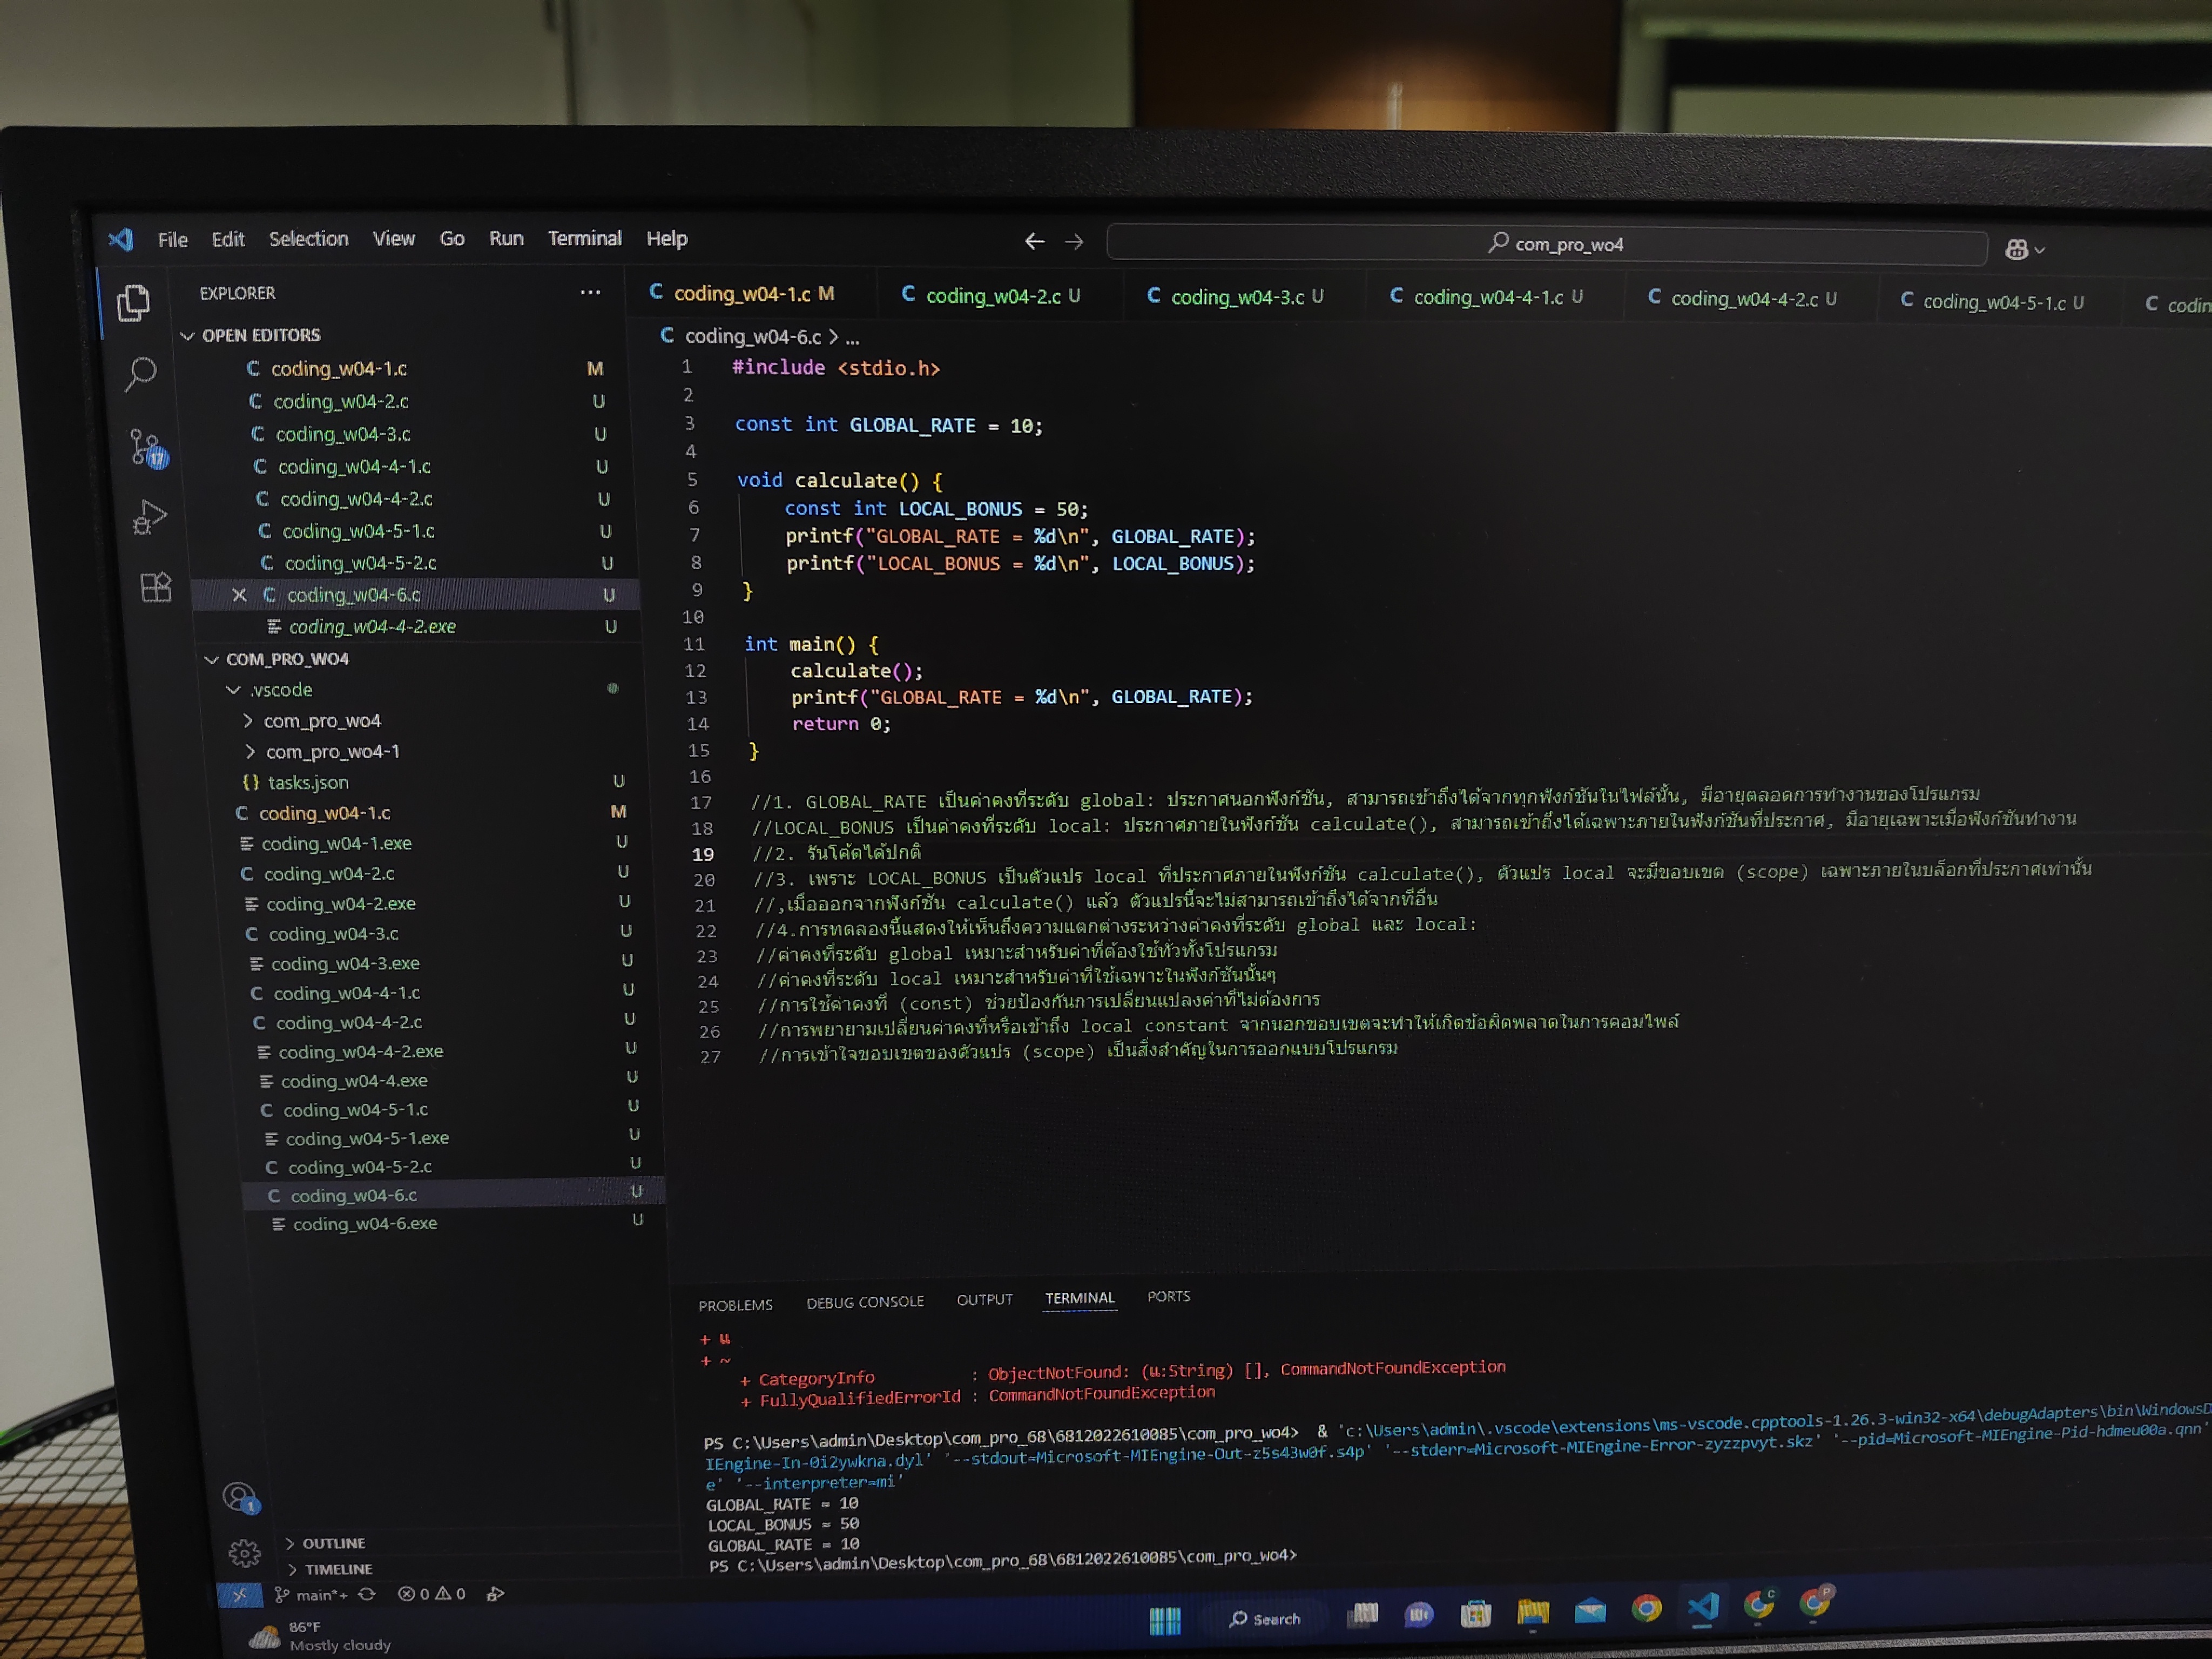 File Edit Selection View Go Run Terminal Help
com_pro_wo4
EXPLORER
OPEN EDITORS
C coding_w04-1.c M
C coding_w04-2.c U
C coding_w04-3.c U
C coding_w04-4-1.c U
C coding_w04-4-2.c U
C coding_w04-5-1.c U
C coding_w04-5-2.c U
C coding_w04-6.c U
coding_w04-4-2.exe U
COM_PRO_WO4
.vscode
com_pro_wo4
com_pro_wo4-1
{} tasks.json U
C coding_w04-1.c M
coding_w04-1.exe U
C coding_w04-2.c U
coding_w04-2.exe U
C coding_w04-3.c U
coding_w04-3.exe U
C coding_w04-4-1.c U
C coding_w04-4-2.c U
coding_w04-4-2.exe U
coding_w04-4.exe U
C coding_w04-5-1.c U
coding_w04-5-1.exe U
C coding_w04-5-2.c U
C coding_w04-6.c U
coding_w04-6.exe U
OUTLINE
TIMELINE
17
1
C coding_w04-1.c M C coding_w04-2.c U C coding_w04-3.c U C coding_w04-4-1.c U C coding_w04-4-2.c U C coding_w04-5-1.c U C codin
C coding_w04-6.c > ...
1 #include <stdio.h>
2
3 const int GLOBAL_RATE = 10;
4
5 void calculate() {
6 const int LOCAL_BONUS = 50;
7 printf("GLOBAL_RATE = %d\n", GLOBAL_RATE);
8 printf("LOCAL_BONUS = %d\n", LOCAL_BONUS);
9 }
10
11 int main() {
12 calculate();
13 printf("GLOBAL_RATE = %d\n", GLOBAL_RATE);
14 return 0;
15 }
16
17 //1. GLOBAL_RATE เป็นค่าคงที่ระดับ global: ประกาศนอกฟังก์ชัน, สามารถเข้าถึงได้จากทุกฟังก์ชันในไฟล์นั้น, มีอายุตลอดการทำงานของโปรแกรม
18 //LOCAL_BONUS เป็นค่าคงที่ระดับ local: ประกาศภายในฟังก์ชัน calculate(), สามารถเข้าถึงได้เฉพาะภายในฟังก์ชันที่ประกาศ, มีอายุเฉพาะเมื่อฟังก์ชันทำงาน
19 //2. รันโค้ดได้ปกติ
20 //3. เพราะ LOCAL_BONUS เป็นตัวแปร local ที่ประกาศภายในฟังก์ชัน calculate(), ตัวแปร local จะมีขอบเขต (scope) เฉพาะภายในบล็อกที่ประกาศเท่านั้น
21 //,เมื่อออกจากฟังก์ชัน calculate() แล้ว ตัวแปรนี้จะไม่สามารถเข้าถึงได้จากที่อื่น
22 //4.การทดลองนี้แสดงให้เห็นถึงความแตกต่างระหว่างค่าคงที่ระดับ global และ local:
23 //ค่าคงที่ระดับ global เหมาะสำหรับค่าที่ต้องใช้ทั่วทั้งโปรแกรม
24 //ค่าคงที่ระดับ local เหมาะสำหรับค่าที่ใช้เฉพาะในฟังก์ชันนั้นๆ
25 //การใช้ค่าคงที่ (const) ช่วยป้องกันการเปลี่ยนแปลงค่าที่ไม่ต้องการ
26 //การพยายามเปลี่ยนค่าคงที่หรือเข้าถึง local constant จากนอกขอบเขตจะทำให้เกิดข้อผิดพลาดในการคอมไพล์
27 //การเข้าใจขอบเขตของตัวแปร (scope) เป็นสิ่งสำคัญในการออกแบบโปรแกรม
PROBLEMS DEBUG CONSOLE OUTPUT TERMINAL PORTS
+ แ
+ ~
+ CategoryInfo : ObjectNotFound: (แ:String) [], CommandNotFoundException
+ FullyQualifiedErrorId : CommandNotFoundException
PS C:\Users\admin\Desktop\com_pro_68\6812022610085\com_pro_wo4> & 'c:\Users\admin\.vscode\extensions\ms-vscode.cpptools-1.26.3-win32-x64\debugAdapters\bin\WindowsD
IEngine-In-0i2ywkna.dyl' '--stdout=Microsoft-MIEngine-Out-z5s43w0f.s4p' '--stderr=Microsoft-MIEngine-Error-zyzzpvyt.skz' '--pid=Microsoft-MIEngine-Pid-hdmeu00a.qnn'
e' '--interpreter=mi'
GLOBAL_RATE = 10
LOCAL_BONUS = 50
GLOBAL_RATE = 10
PS C:\Users\admin\Desktop\com_pro_68\6812022610085\com_pro_wo4>
main*+ 0 0
86°F
Mostly cloudy
Search
C
P